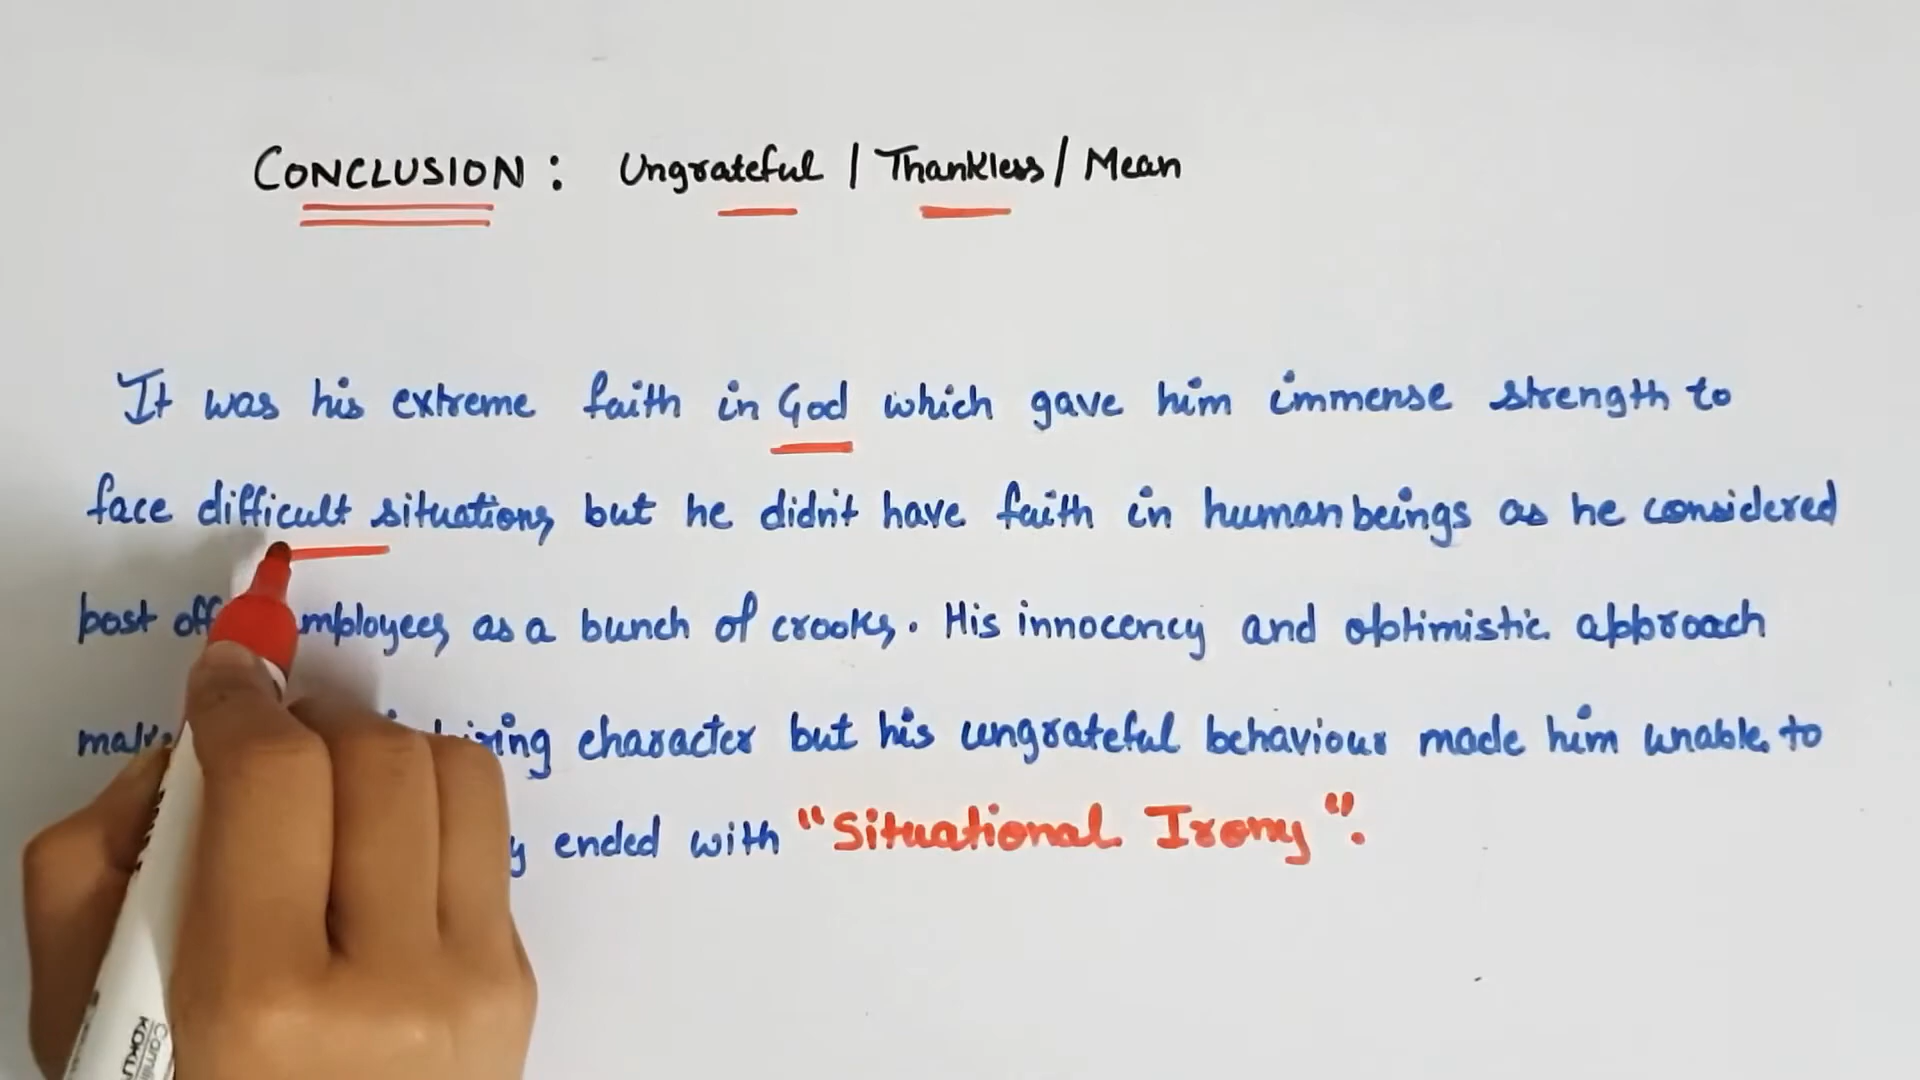 CONCLUSION : Ungrateful / Thankless / Mean
It was his extreme faith in God which gave him immense strength to
face difficult situations, but he didn't have faith in human beings as he considered
post employees as a bunch of crooks. His innocency and optimistic approach
character but his ungrateful behaviour made him unable to
ended with "Situational Irony".
KOKU